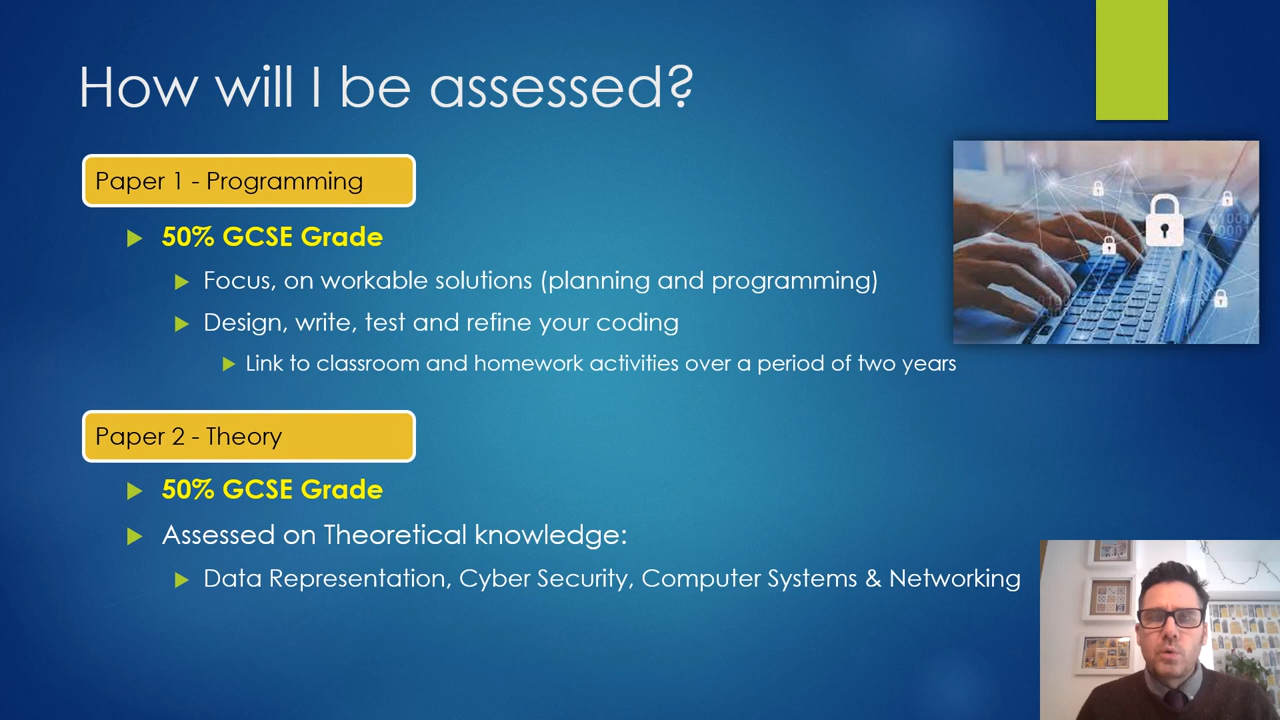 How will I be assessed?
Paper 1 - Programming
50% GCSE Grade
Focus, on workable solutions (planning and programming)
Design, write, test and refine your coding
Link to classroom and homework activities over a period of two years
Paper 2 - Theory
50% GCSE Grade
Assessed on Theoretical knowledge:
Data Representation, Cyber Security, Computer Systems & Networking